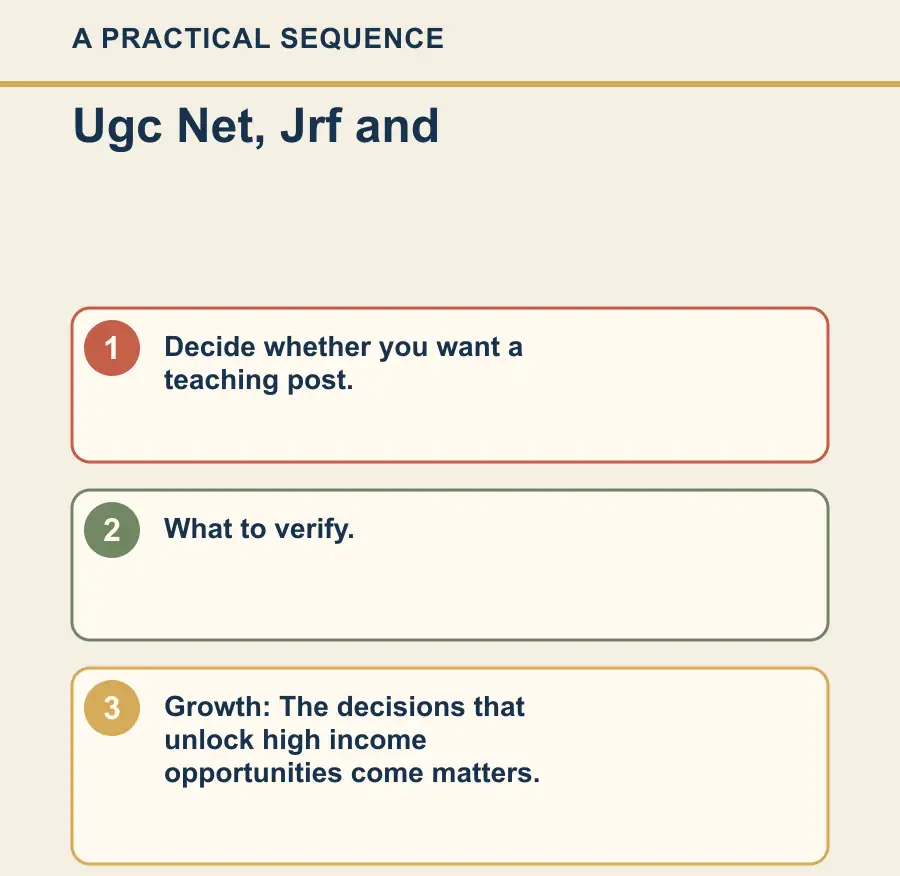 A PRACTICAL SEQUENCE
Ugc Net, Jrf and
1
Decide whether you want a
teaching post.
2
What to verify.
3
Growth: The decisions that
unlock high income
opportunities come matters.